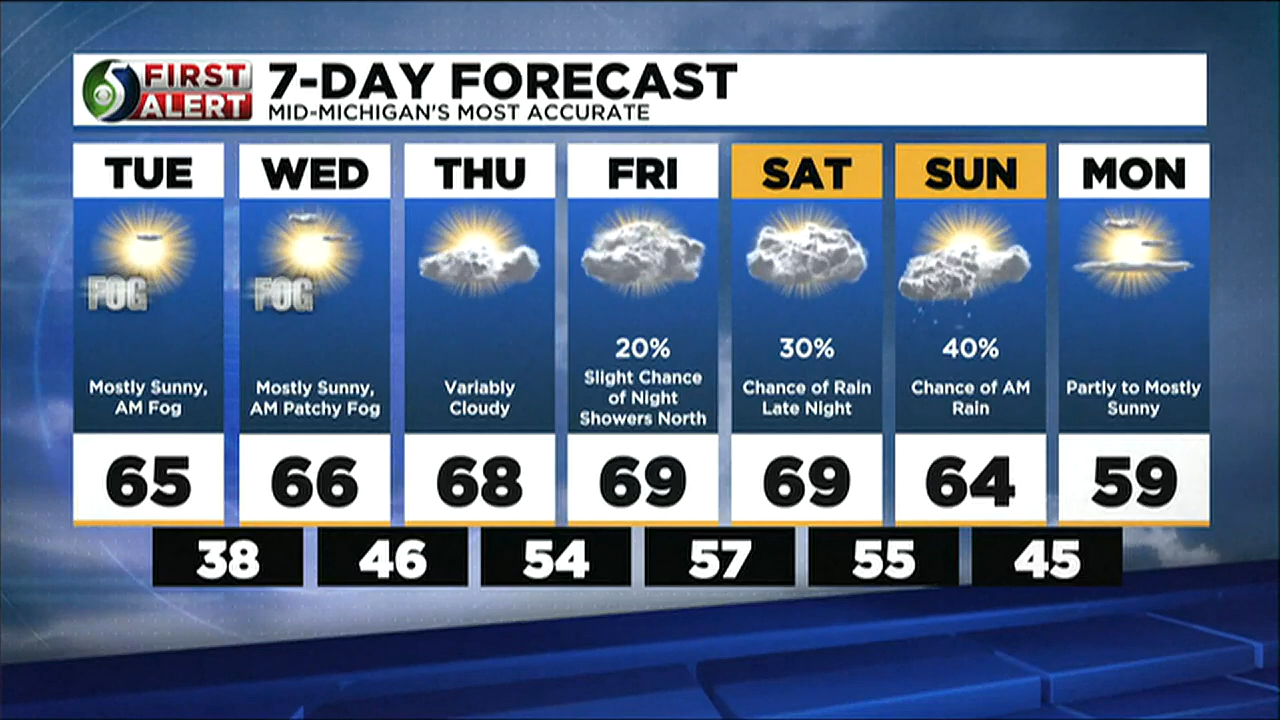 5 FIRST ALERT
7-DAY FORECAST
MID-MICHIGAN'S MOST ACCURATE
TUE
FOG
Mostly Sunny,
AM Fog
65
WED
FOG
Mostly Sunny,
AM Patchy Fog
66
THU
Variably
Cloudy
68
FRI
20%
Slight Chance
of Night
Showers North
69
SAT
30%
Chance of Rain
Late Night
69
SUN
40%
Chance of AM
Rain
64
MON
Partly to Mostly
Sunny
59
38
46
54
57
55
45